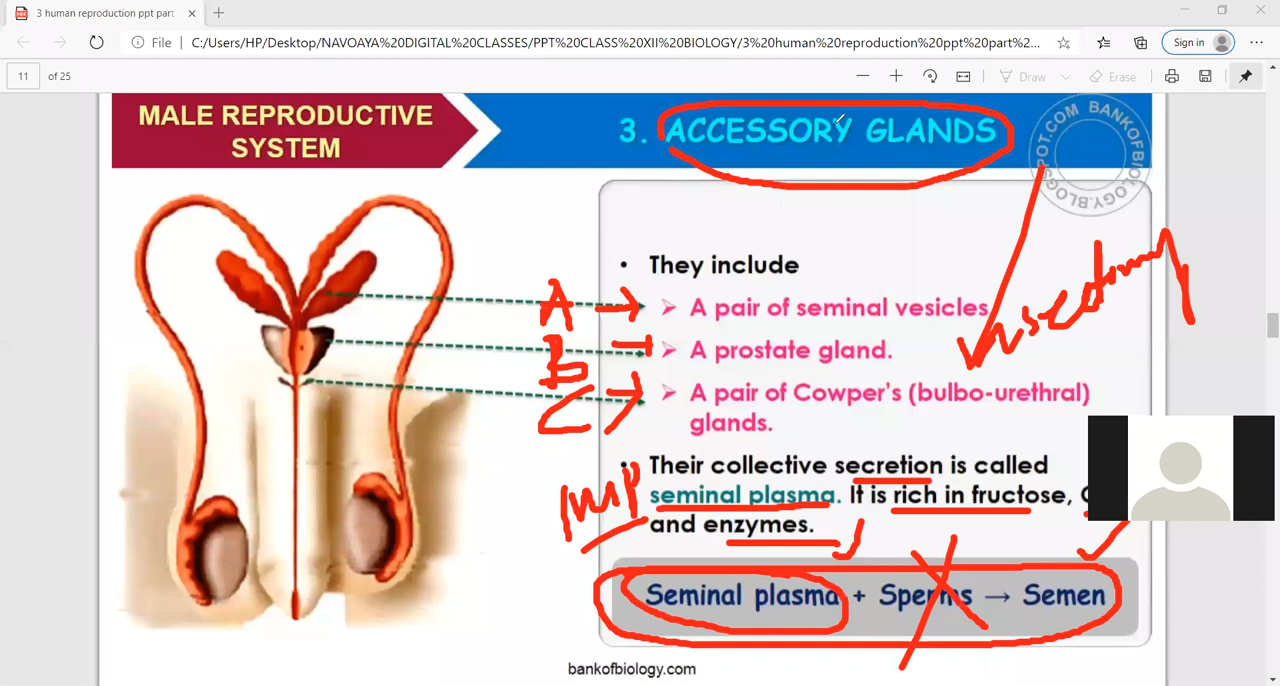 3 human reproduction ppt part
Sign in
File
C:/Users/HP/Desktop/NAVOAYA%20DIGITAL%20CLASSES/PPT%20CLASS%20XII%20BIOLOGY/3%20human%20reproduction%20ppt%20part%2...
11 of 25
Draw
Erase
MALE REPRODUCTIVE
SYSTEM
3. ACCESSORY GLANDS
BANKOFBIOLOGY.BLOGSPOT.COM
• They include
A → ➢ A pair of seminal vesicles
B ➢ A prostate gland.
C → ➢ A pair of Cowper's (bulbo-urethral)
glands.
• Their collective secretion is called
IMP seminal plasma. It is rich in fructose,
and enzymes.
Seminal plasma + Sperms → Semen
bankofbiology.com